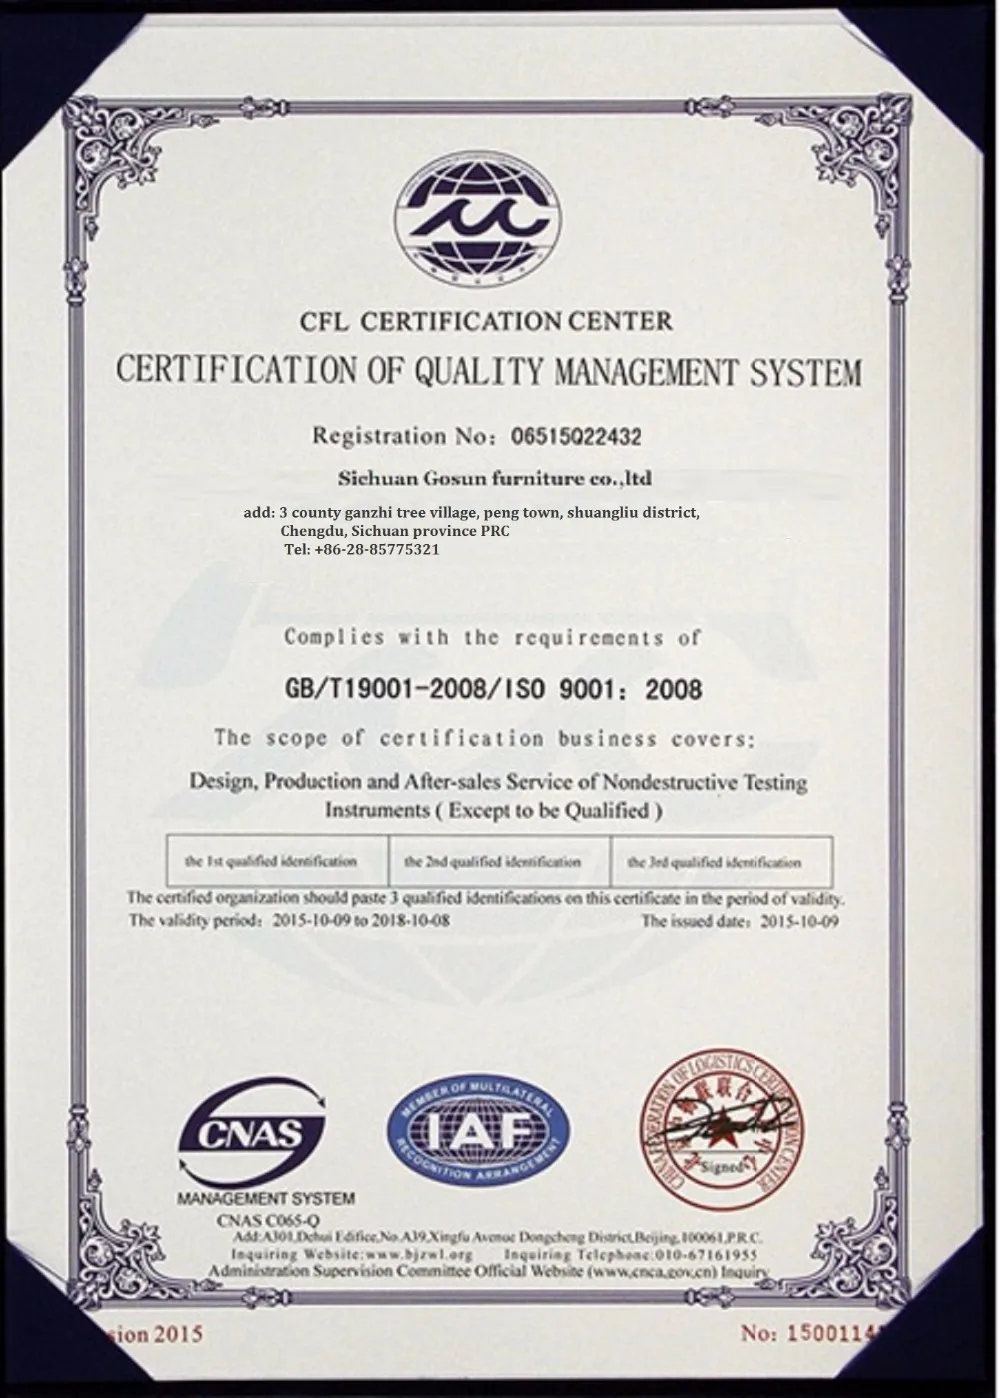 CFL CERTIFICATION CENTER
CERTIFICATION OF QUALITY MANAGEMENT SYSTEM
Registration No: 06515Q22432
Sichuan Gosun furniture co.,ltd
add: 3 county ganzhi tree village, peng town, shuangliu district,
Chengdu, Sichuan province PRC
Tel: +86-28-85775321
Complies with the requirements of
GB/T19001-2008/ISO 9001: 2008
The scope of certification business covers:
Design, Production and After-sales Service of Nondestructive Testing
Instruments ( Except to be Qualified )
the 1st qualified identification the 2nd qualified identification the 3rd qualified identification
The certified organization should paste 3 qualified identifications on this certificate in the period of validity.
The validity period: 2015-10-09 to 2018-10-08 The issued date: 2015-10-09
CNAS
MANAGEMENT SYSTEM
CNAS C065-Q
MEMBER OF MULTILATERAL
IAF
RECOGNITION ARRANGEMENT
OF LOGISTICS
CENTER
Signed
Add:A301,Dehui Edifice,No.A39,Xingfu Avenue Dongcheng District,Beijing,100061,P.R.C.
Inquiring Website:www.bjzwl.org Inquiring Telephone:010-67161955
Administration Supervision Committee Official Website (www.cnca.gov.cn) Inquiry
sion 2015
No: 1500114